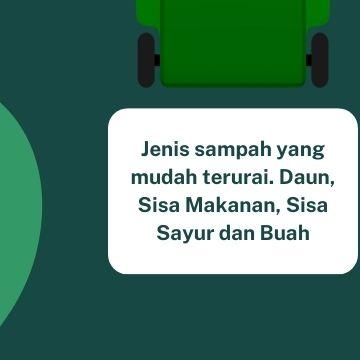 Jenis sampah yang
mudah terurai. Daun,
Sisa Makanan, Sisa
Sayur dan Buah